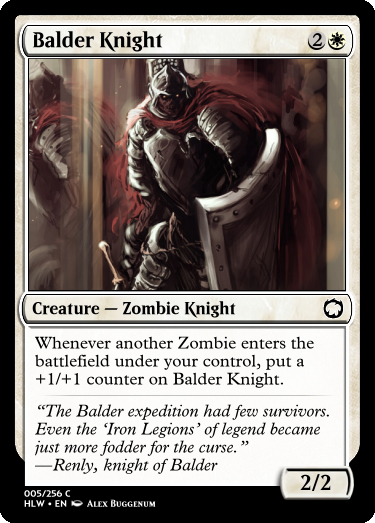 Balder Knight 2
Creature — Zombie Knight
Whenever another Zombie enters the
battlefield under your control, put a
+1/+1 counter on Balder Knight.
“The Balder expedition had few survivors.
Even the ‘Iron Legions’ of legend became
just more fodder for the curse.”
—Renly, knight of Balder
2/2
005/256 C
HLW • EN Alex Buggenum